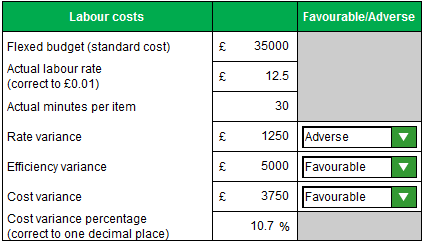 Labour costs Favourable/Adverse
Flexed budget (standard cost) £ 35000
Actual labour rate
(correct to £0.01) £ 12.5
Actual minutes per item 30
Rate variance £ 1250 Adverse
Efficiency variance £ 5000 Favourable
Cost variance £ 3750 Favourable
Cost variance percentage
(correct to one decimal place) 10.7 %